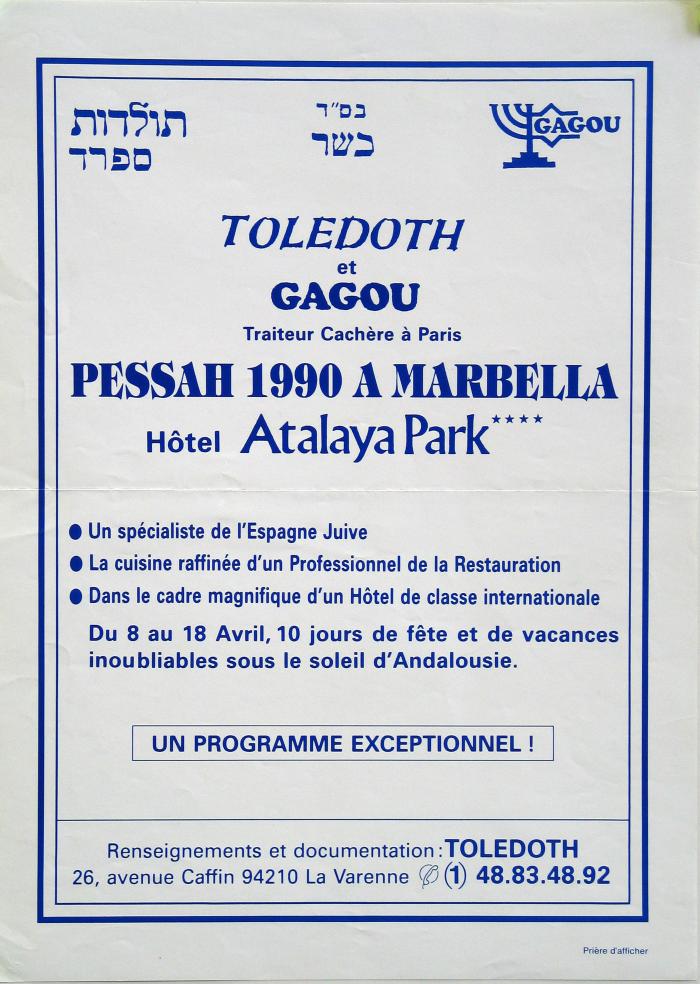 תולדות
ספרד
בס״ד
כשר
GAGOU
TOLEDOTH
et
GAGOU
Traiteur Cachère à Paris
PESSAH 1990 A MARBELLA
Hôtel Atalaya Park****
● Un spécialiste de l'Espagne Juive
● La cuisine raffinée d'un Professionnel de la Restauration
● Dans le cadre magnifique d'un Hôtel de classe internationale
Du 8 au 18 Avril, 10 jours de fête et de vacances
inoubliables sous le soleil d'Andalousie.
UN PROGRAMME EXCEPTIONNEL !
Renseignements et documentation : TOLEDOTH
26, avenue Caffin 94210 La Varenne ✆ (1) 48.83.48.92
Prière d'afficher